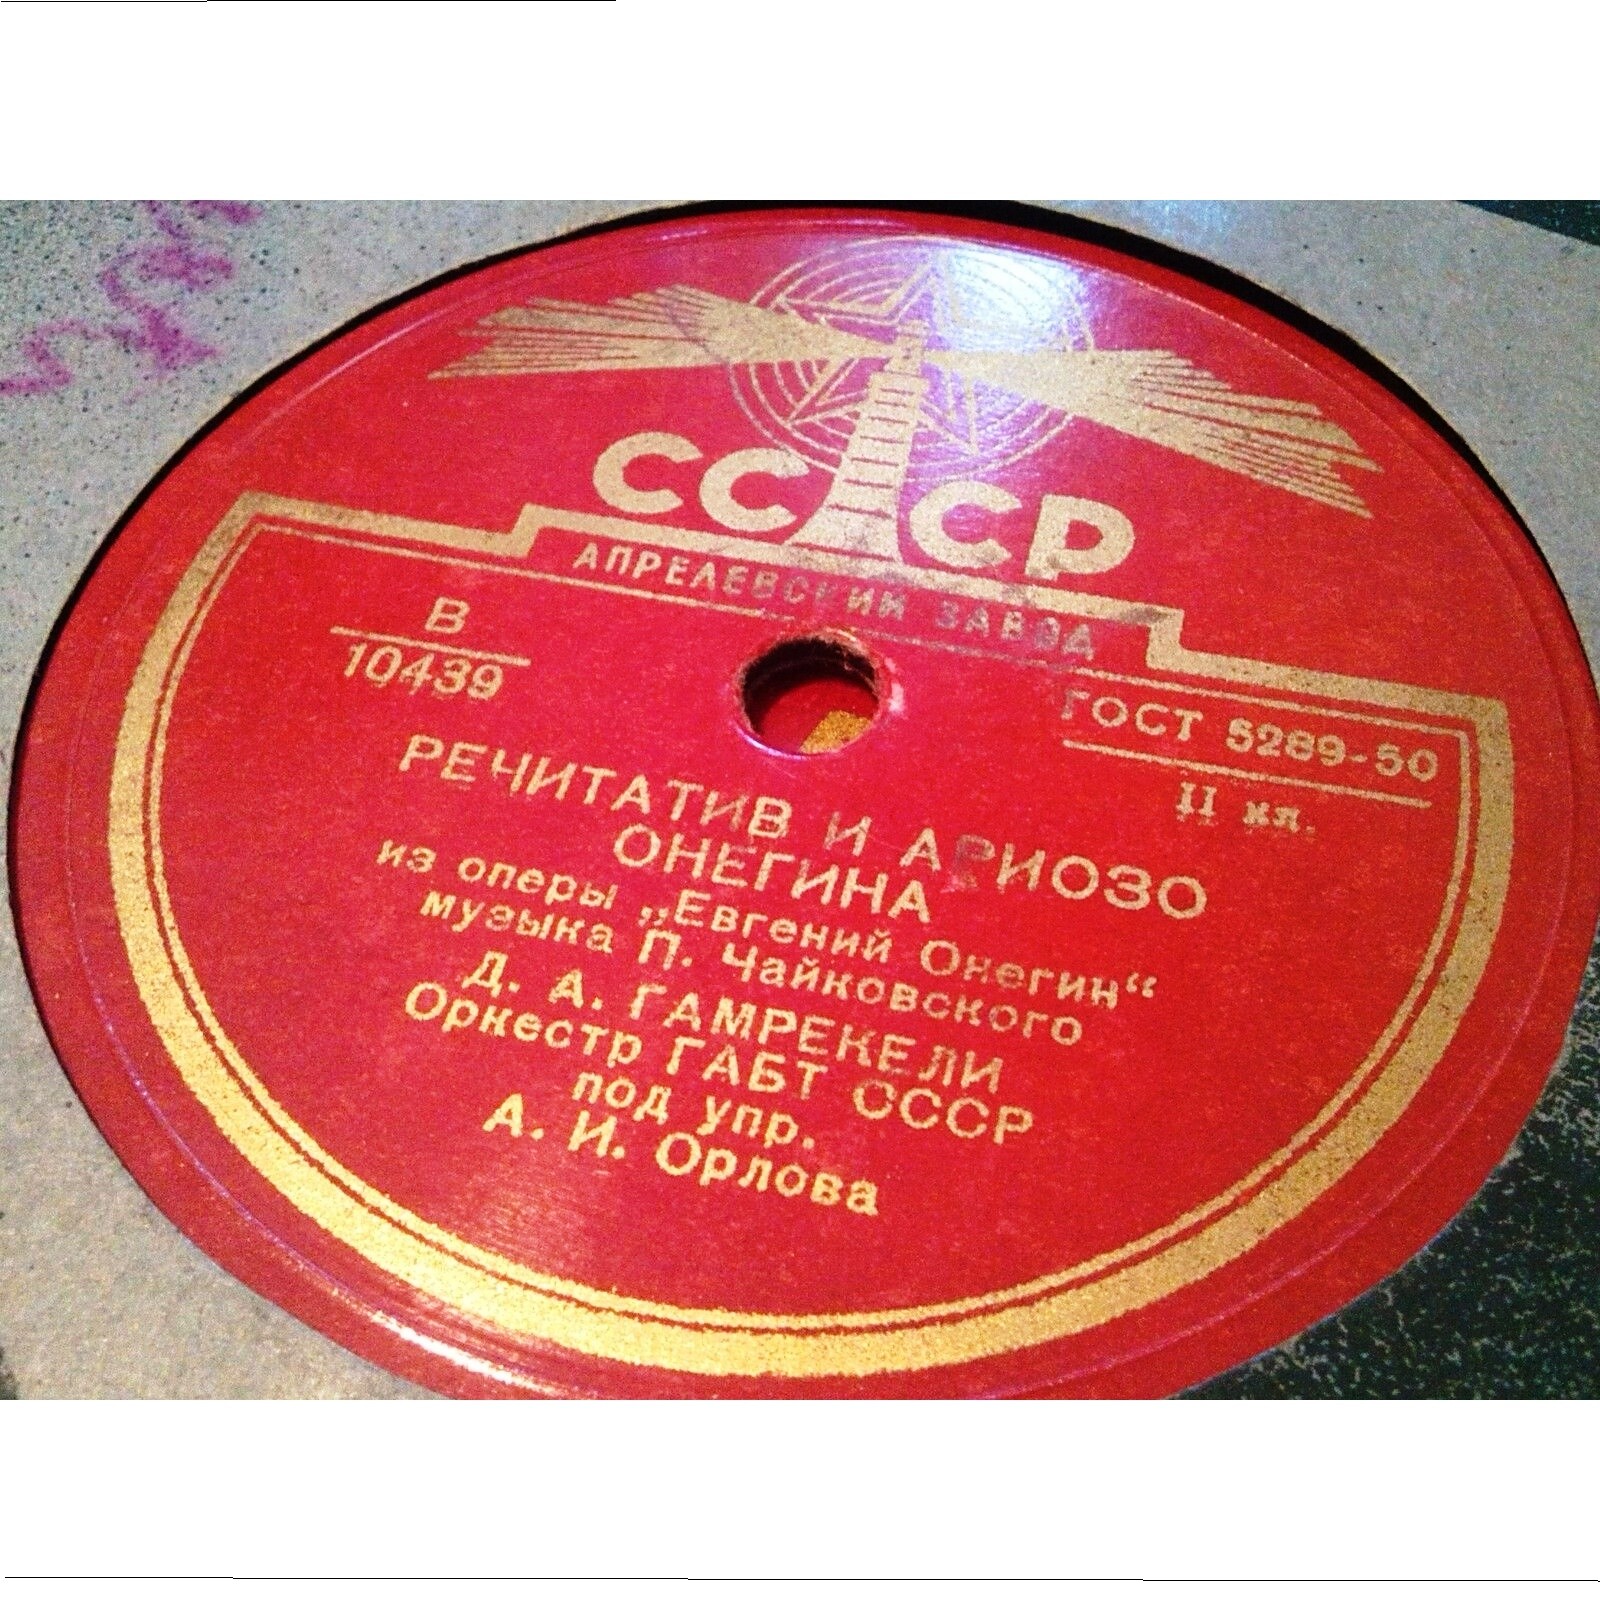 СССР
АПРЕЛЕВСКИЙ ЗАВОД
В
10439
ГОСТ 5289-50
II кл.
РЕЧИТАТИВ И АРИОЗО
ОНЕГИНА
из оперы „Евгений Онегин“
музыка П. Чайковского
Д. А. ГАМРЕКЕЛИ
Оркестр ГАБТ СССР
под упр.
А. И. Орлова